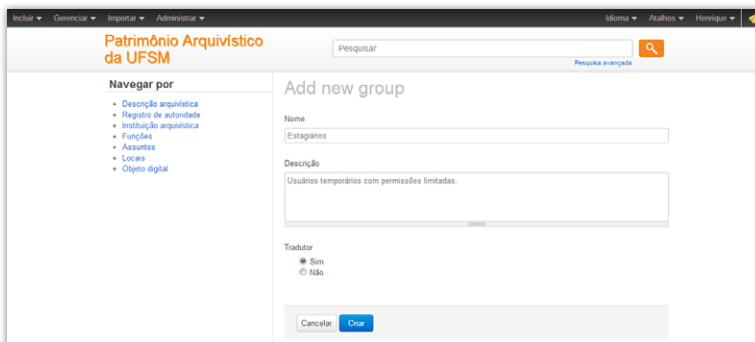 Incluir Gerenciar Importar Administrar Idioma Atalhos Henrique
Patrimônio Arquivístico
da UFSM
Pesquisar
Pesquisa avançada
Navegar por
Descrição arquivística
Registro de autoridade
Instituição arquivística
Funções
Assuntos
Locais
Objeto digital
Add new group
Nome
Estagiários
Descrição
Usuários temporários com permissões limitadas.
Tradutor
Sim
Não
Cancelar Criar